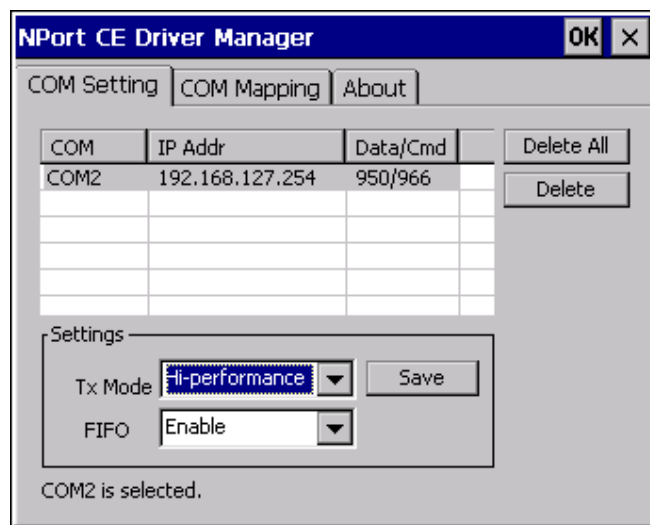 NPort CE Driver Manager OK ×
COM Setting COM Mapping About
COM IP Addr Data/Cmd Delete All
COM2 192.168.127.254 950/966
Delete
Settings
Tx Mode Hi-performance Save
FIFO Enable
COM2 is selected.